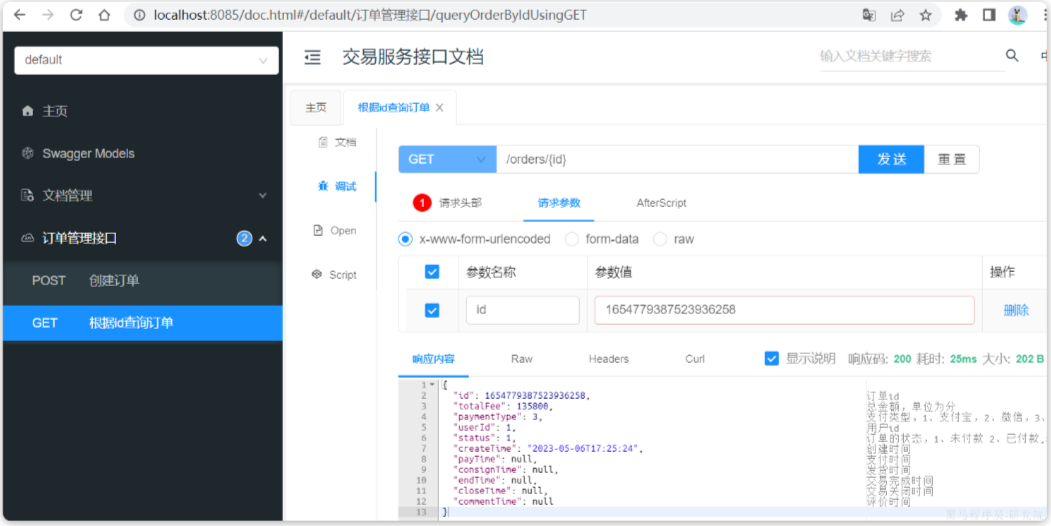 localhost:8085/doc.html#/default/订单管理接口/queryOrderByIdUsingGET
default
交易服务接口文档
输入文档关键字搜索
主页
Swagger Models
文档管理
订单管理接口 2
POST 创建订单
GET 根据id查询订单
主页 根据id查询订单
文档
调试
Open
Script
GET /orders/{id} 发 送 重 置
1 请求头部 请求参数 AfterScript
x-www-form-urlencoded form-data raw
参数名称 参数值 操作
id 1654779387523936258 删除
响应内容 Raw Headers Curl 显示说明 响应码: 200 耗时: 25ms 大小: 202 B
1 {
2 "id": 1654779387523936258, 订单id
3 "totalFee": 135800, 总金额，单位为分
4 "paymentType": 3, 支付类型，1、支付宝，2、微信，3、
5 "userId": 1, 用户id
6 "status": 1, 订单的状态，1、未付款 2、已付款,
7 "createTime": "2023-05-06T17:25:24", 创建时间
8 "payTime": null, 支付时间
9 "consignTime": null, 发货时间
10 "endTime": null, 交易完成时间
11 "closeTime": null, 交易关闭时间
12 "commentTime": null 评价时间
13 }